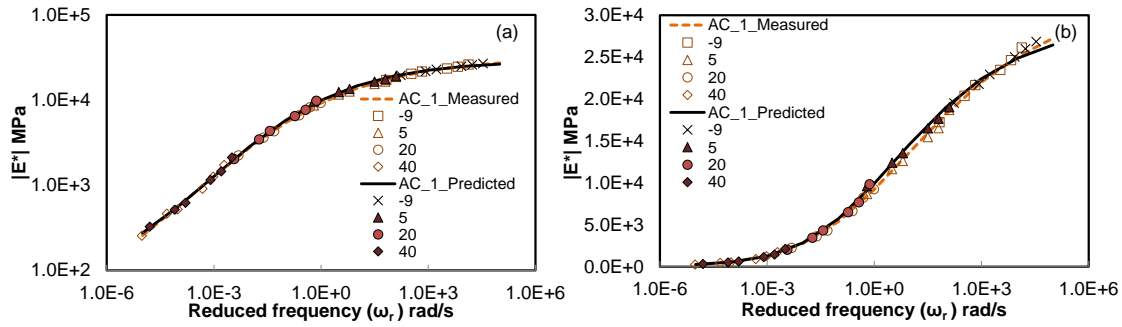 1.0E+5
(a)
1.0E+4
1.0E+3
1.0E+2
|E*| MPa
AC_1_Measured
-9
5
20
40
AC_1_Predicted
-9
5
20
40
1.0E-6
1.0E-3
1.0E+0
1.0E+3
1.0E+6
Reduced frequency (ωr) rad/s
3.0E+4
(b)
2.5E+4
2.0E+4
1.5E+4
1.0E+4
5.0E+3
0.0E+0
|E*| MPa
AC_1_Measured
-9
5
20
40
AC_1_Predicted
-9
5
20
40
1.0E-6
1.0E-3
1.0E+0
1.0E+3
1.0E+6
Reduced frequency (ωr) rad/s